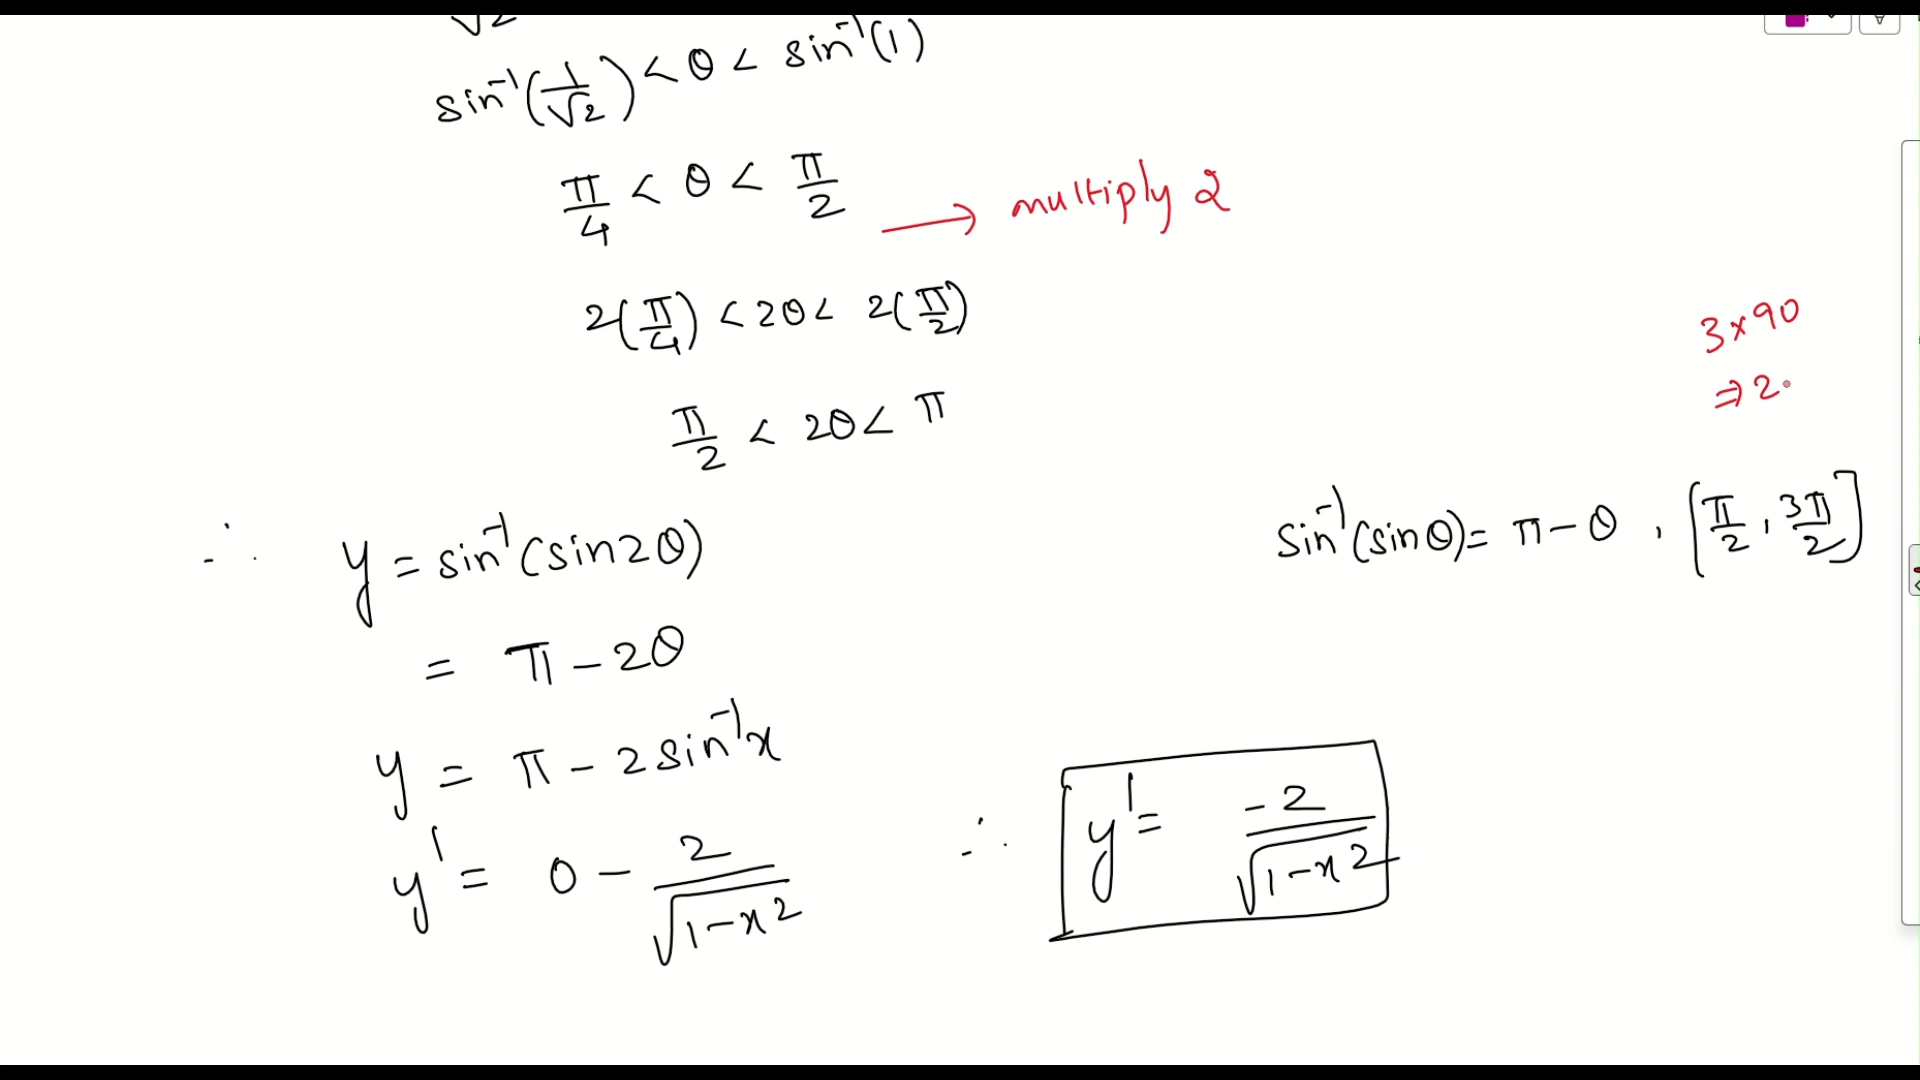 √2
sin⁻¹(1/√2) < θ < sin⁻¹(1)
π/4 < θ < π/2 → multiply 2
2(π/4) < 2θ < 2(π/2)
3×90
⇒ 2
π/2 < 2θ < π
∴ y = sin⁻¹(sin2θ)
sin⁻¹(sinθ) = π - θ , [π/2, 3π/2]
= π - 2θ
y = π - 2sin⁻¹x
y' = 0 - 2/√(1-x²)
∴ y' = -2/√(1-x²)